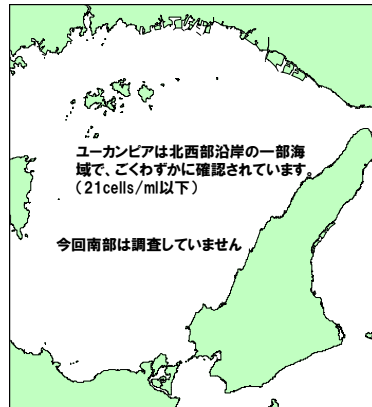 ユーカンピアは北西部沿岸の一部海
域で、ごくわずかに確認されています。
（21cells/ml以下）
今回南部は調査していません